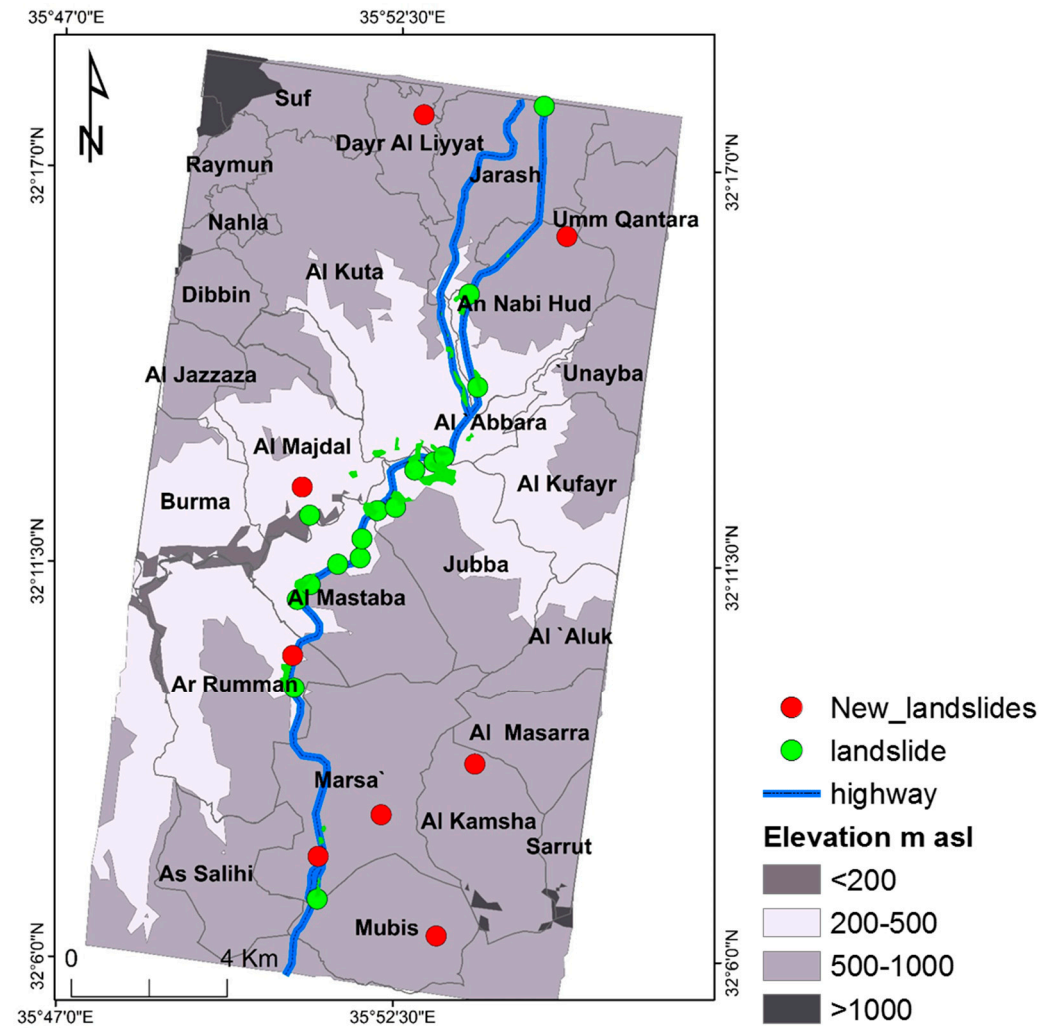 35°47'0"E
35°52'30"E
N
Suf
Dayr Al Liyyat
Raymun
Jarash
32°17'0"N
32°17'0"N
Nahla
Umm Qantara
Al Kuta
Dibbin
An Nabi Hud
Al Jazzaza
`Unayba
Al `Abbara
Al Majdal
Burma
Al Kufayr
32°11'30"N
32°11'30"N
Jubba
Al Mastaba
Al `Aluk
Ar Rumman
Al Masarra
Marsa`
Al Kamsha
Sarrut
As Salihi
Mubis
32°6'0"N
32°6'0"N
0 4 Km
35°47'0"E
35°52'30"E
New_landslides
landslide
highway
Elevation m asl
<200
200-500
500-1000
>1000